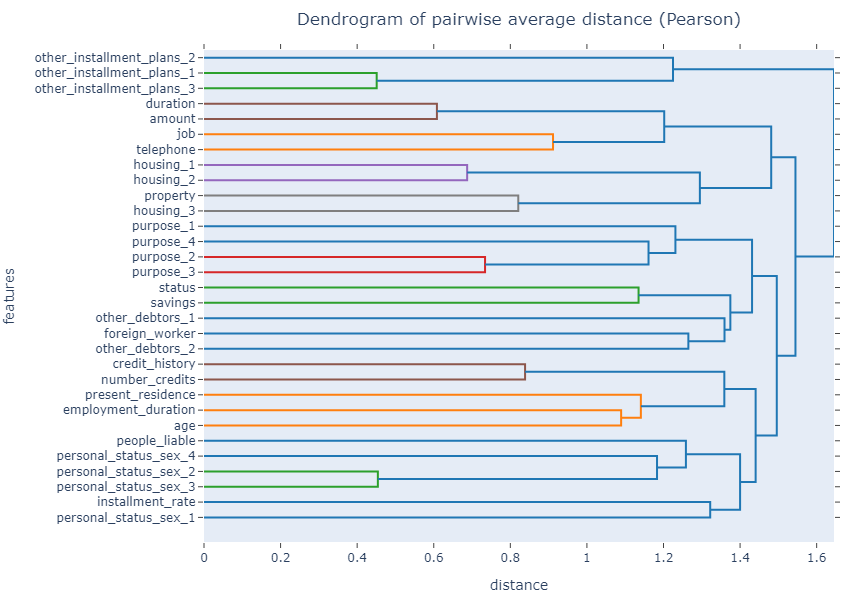 Dendrogram of pairwise average distance (Pearson)
other_installment_plans_2
other_installment_plans_1
other_installment_plans_3
duration
amount
job
telephone
housing_1
housing_2
property
housing_3
purpose_1
purpose_4
purpose_2
purpose_3
status
savings
other_debtors_1
foreign_worker
other_debtors_2
credit_history
number_credits
present_residence
employment_duration
age
people_liable
personal_status_sex_4
personal_status_sex_2
personal_status_sex_3
installment_rate
personal_status_sex_1
features
0 0.2 0.4 0.6 0.8 1 1.2 1.4 1.6
distance